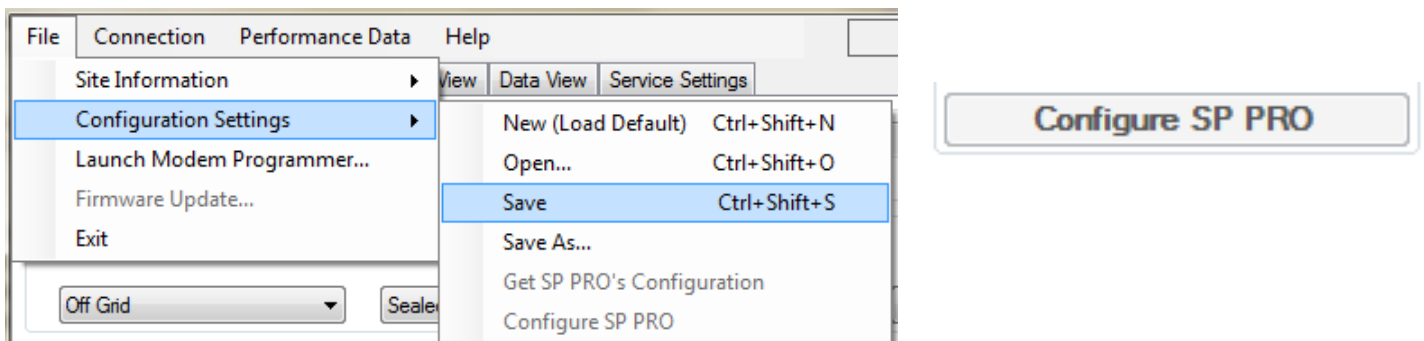 File Connection Performance Data Help
Site Information
View Data View Service Settings
Configuration Settings
New (Load Default) Ctrl+Shift+N
Configure SP PRO
Launch Modem Programmer...
Open... Ctrl+Shift+O
Firmware Update...
Save Ctrl+Shift+S
Exit
Save As...
Get SP PRO's Configuration
Off Grid
Configure SP PRO